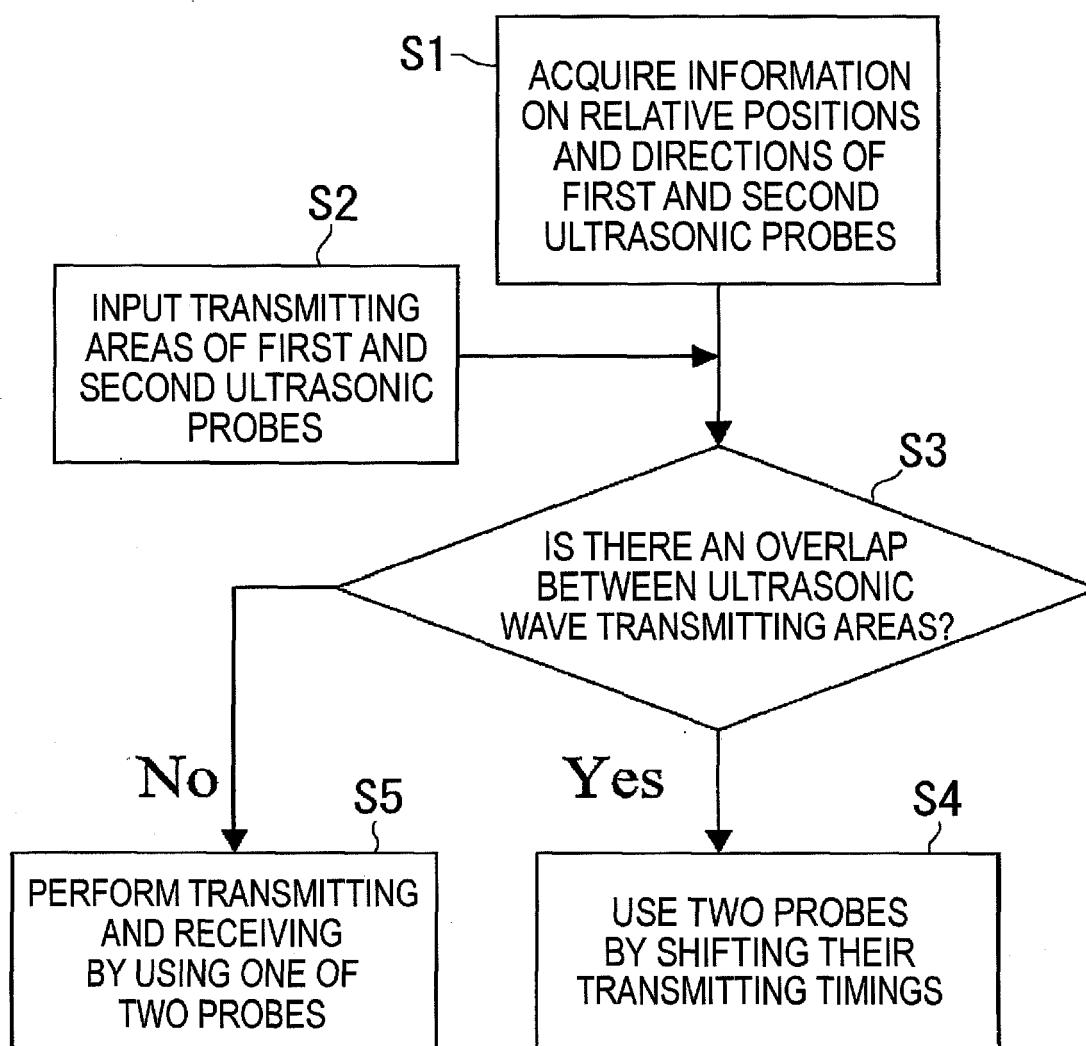 S1
ACQUIRE INFORMATION
ON RELATIVE POSITIONS
AND DIRECTIONS OF
FIRST AND SECOND
ULTRASONIC PROBES
S2
INPUT TRANSMITTING
AREAS OF FIRST AND
SECOND ULTRASONIC
PROBES
S3
IS THERE AN OVERLAP
BETWEEN ULTRASONIC
WAVE TRANSMITTING AREAS?
No
Yes
S5
PERFORM TRANSMITTING
AND RECEIVING
BY USING ONE OF
TWO PROBES
S4
USE TWO PROBES
BY SHIFTING THEIR
TRANSMITTING TIMINGS